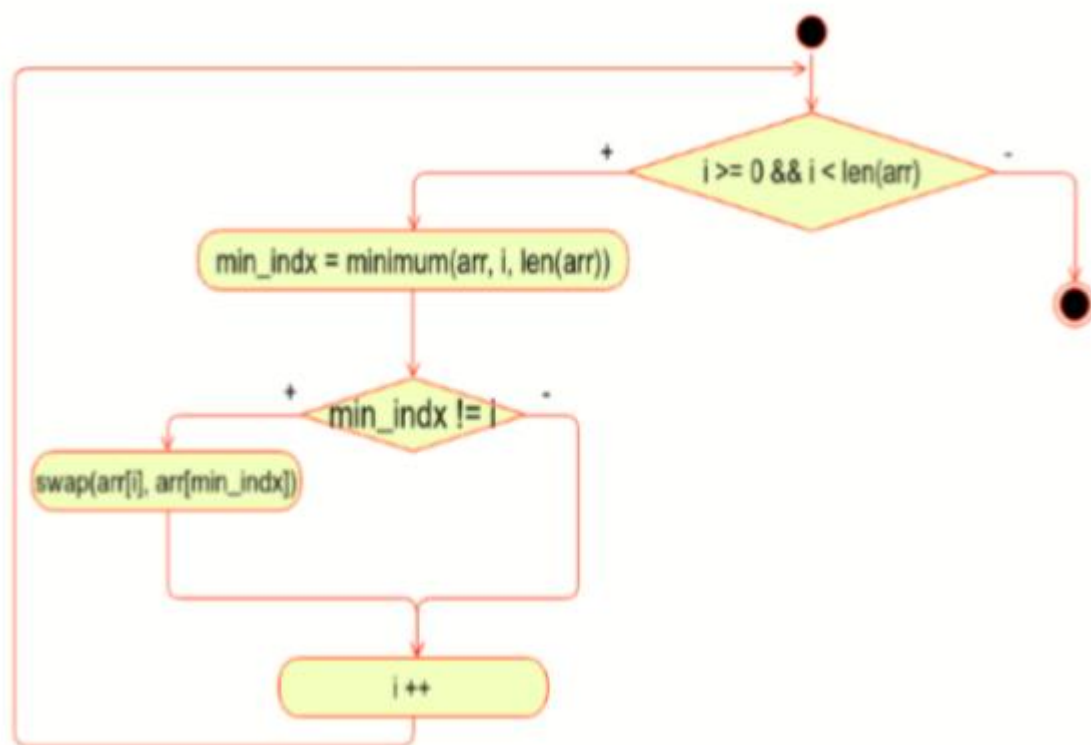 +
-
i >= 0 && i < len(arr)
min_indx = minimum(arr, i, len(arr))
+
-
min_indx != i
swap(arr[i], arr[min_indx])
i ++